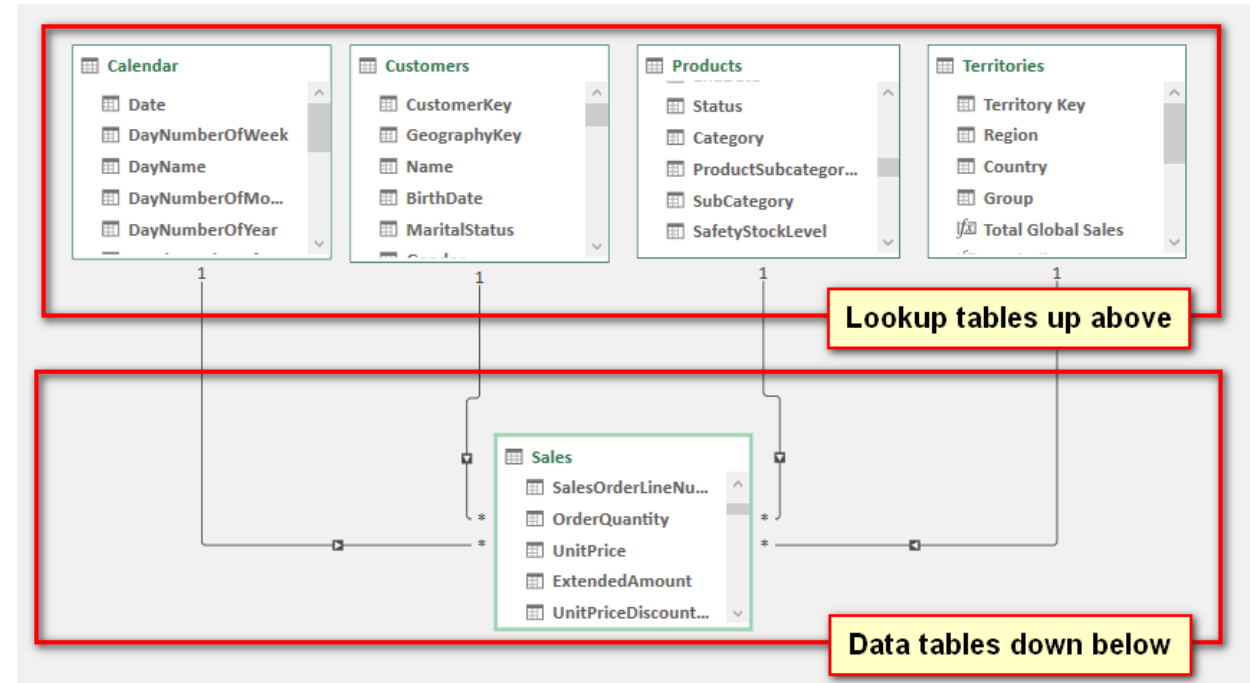 Calendar
Date
DayNumberOfWeek
DayName
DayNumberOfMo...
DayNumberOfYear
Customers
CustomerKey
GeographyKey
Name
BirthDate
MaritalStatus
Products
Status
Category
ProductSubcategor...
SubCategory
SafetyStockLevel
Territories
Territory Key
Region
Country
Group
fx Total Global Sales
1
1
1
1
Lookup tables up above
Sales
SalesOrderLineNu...
OrderQuantity
UnitPrice
ExtendedAmount
UnitPriceDiscount...
*
*
*
*
Data tables down below